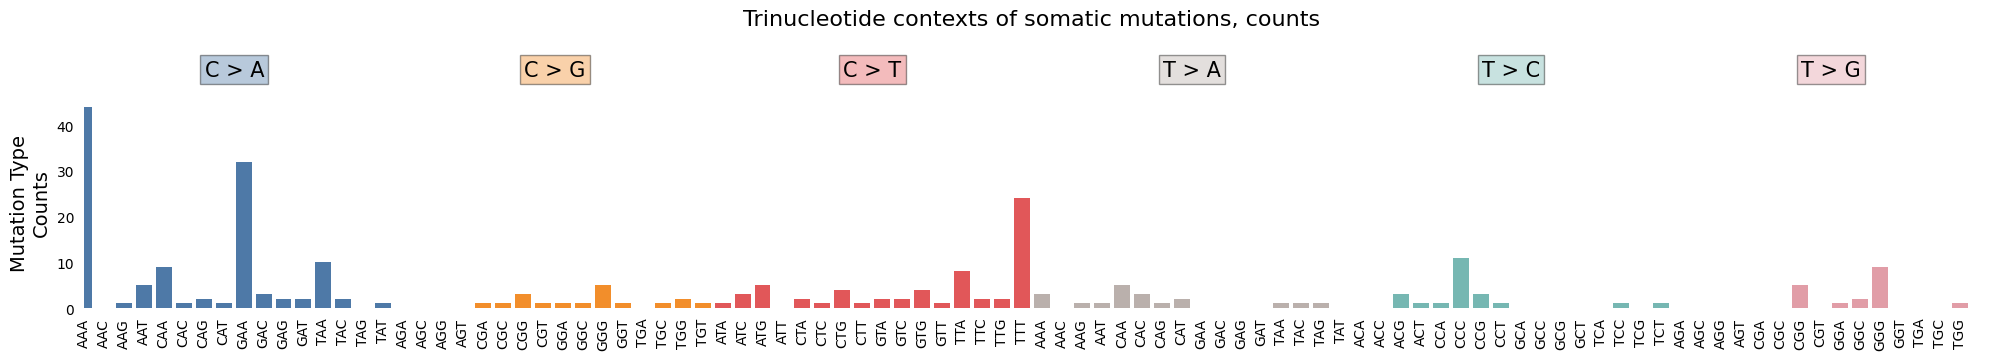 Trinucleotide contexts of somatic mutations, counts
C > A
C > G
C > T
T > A
T > C
T > G
Mutation Type
Counts
40
30
20
10
0
AAA AAC AAG AAT CAA CAC CAG CAT GAA GAC GAG GAT TAA TAC TAG TAT AGA AGC AGG AGT CGA CGC CGG CGT GGA GGC GGG GGT TGA TGC TGG TGT ATA ATC ATG ATT CTA CTC CTG CTT GTA GTC GTG GTT TTA TTC TTG TTT AAA AAC AAG AAT CAA CAC CAG CAT GAA GAC GAG GAT TAA TAC TAG TAT ACA ACC ACG ACT CCA CCC CCG CCT GCA GCC GCG GCT TCA TCC TCG TCT AGA AGC AGG AGT CGA CGC CGG CGT GGA GGC GGG GGT TGA TGC TGG